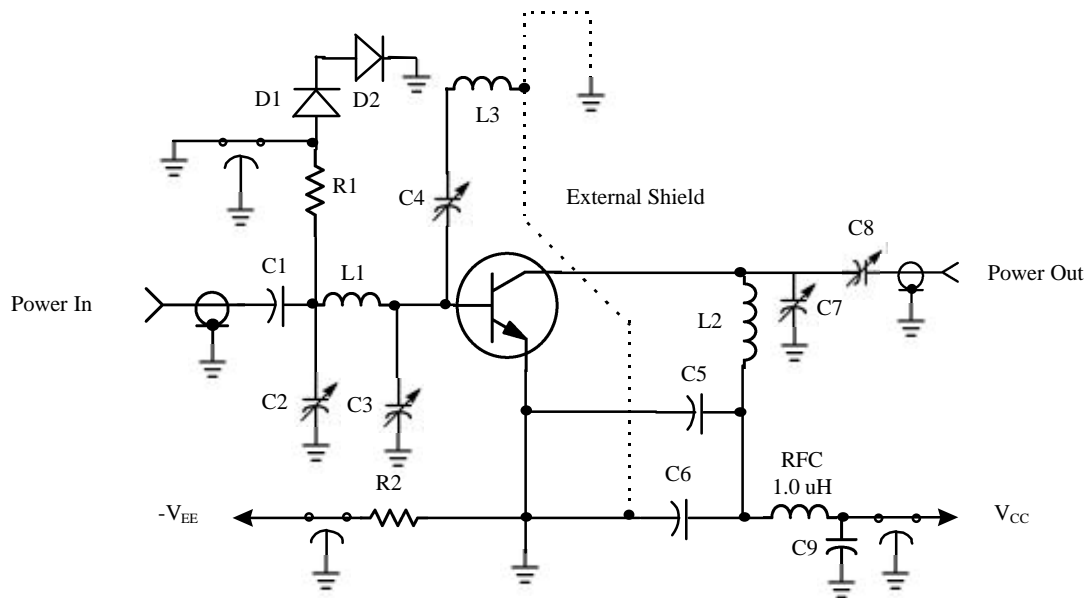 D1
D2
L3
R1
C4
External Shield
C8
C1
L1
Power In
Power Out
L2
C7
C2
C3
C5
R2
C6
RFC
1.0 uH
-VEE
VCC
C9